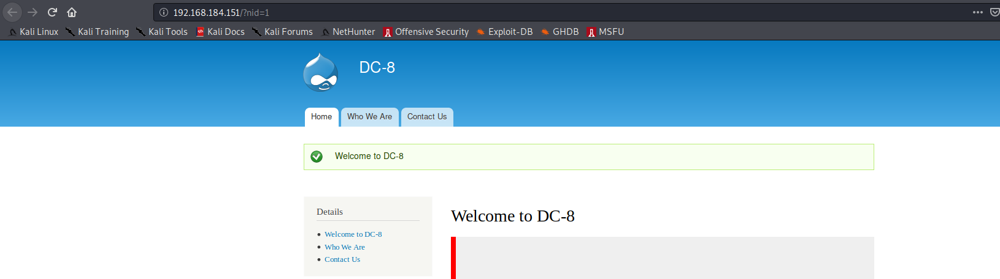 192.168.184.151/?nid=1
Kali Linux Kali Training Kali Tools Kali Docs Kali Forums NetHunter Offensive Security Exploit-DB GHDB MSFU
DC-8
Home Who We Are Contact Us
Welcome to DC-8
Details
Welcome to DC-8
Who We Are
Contact Us
Welcome to DC-8